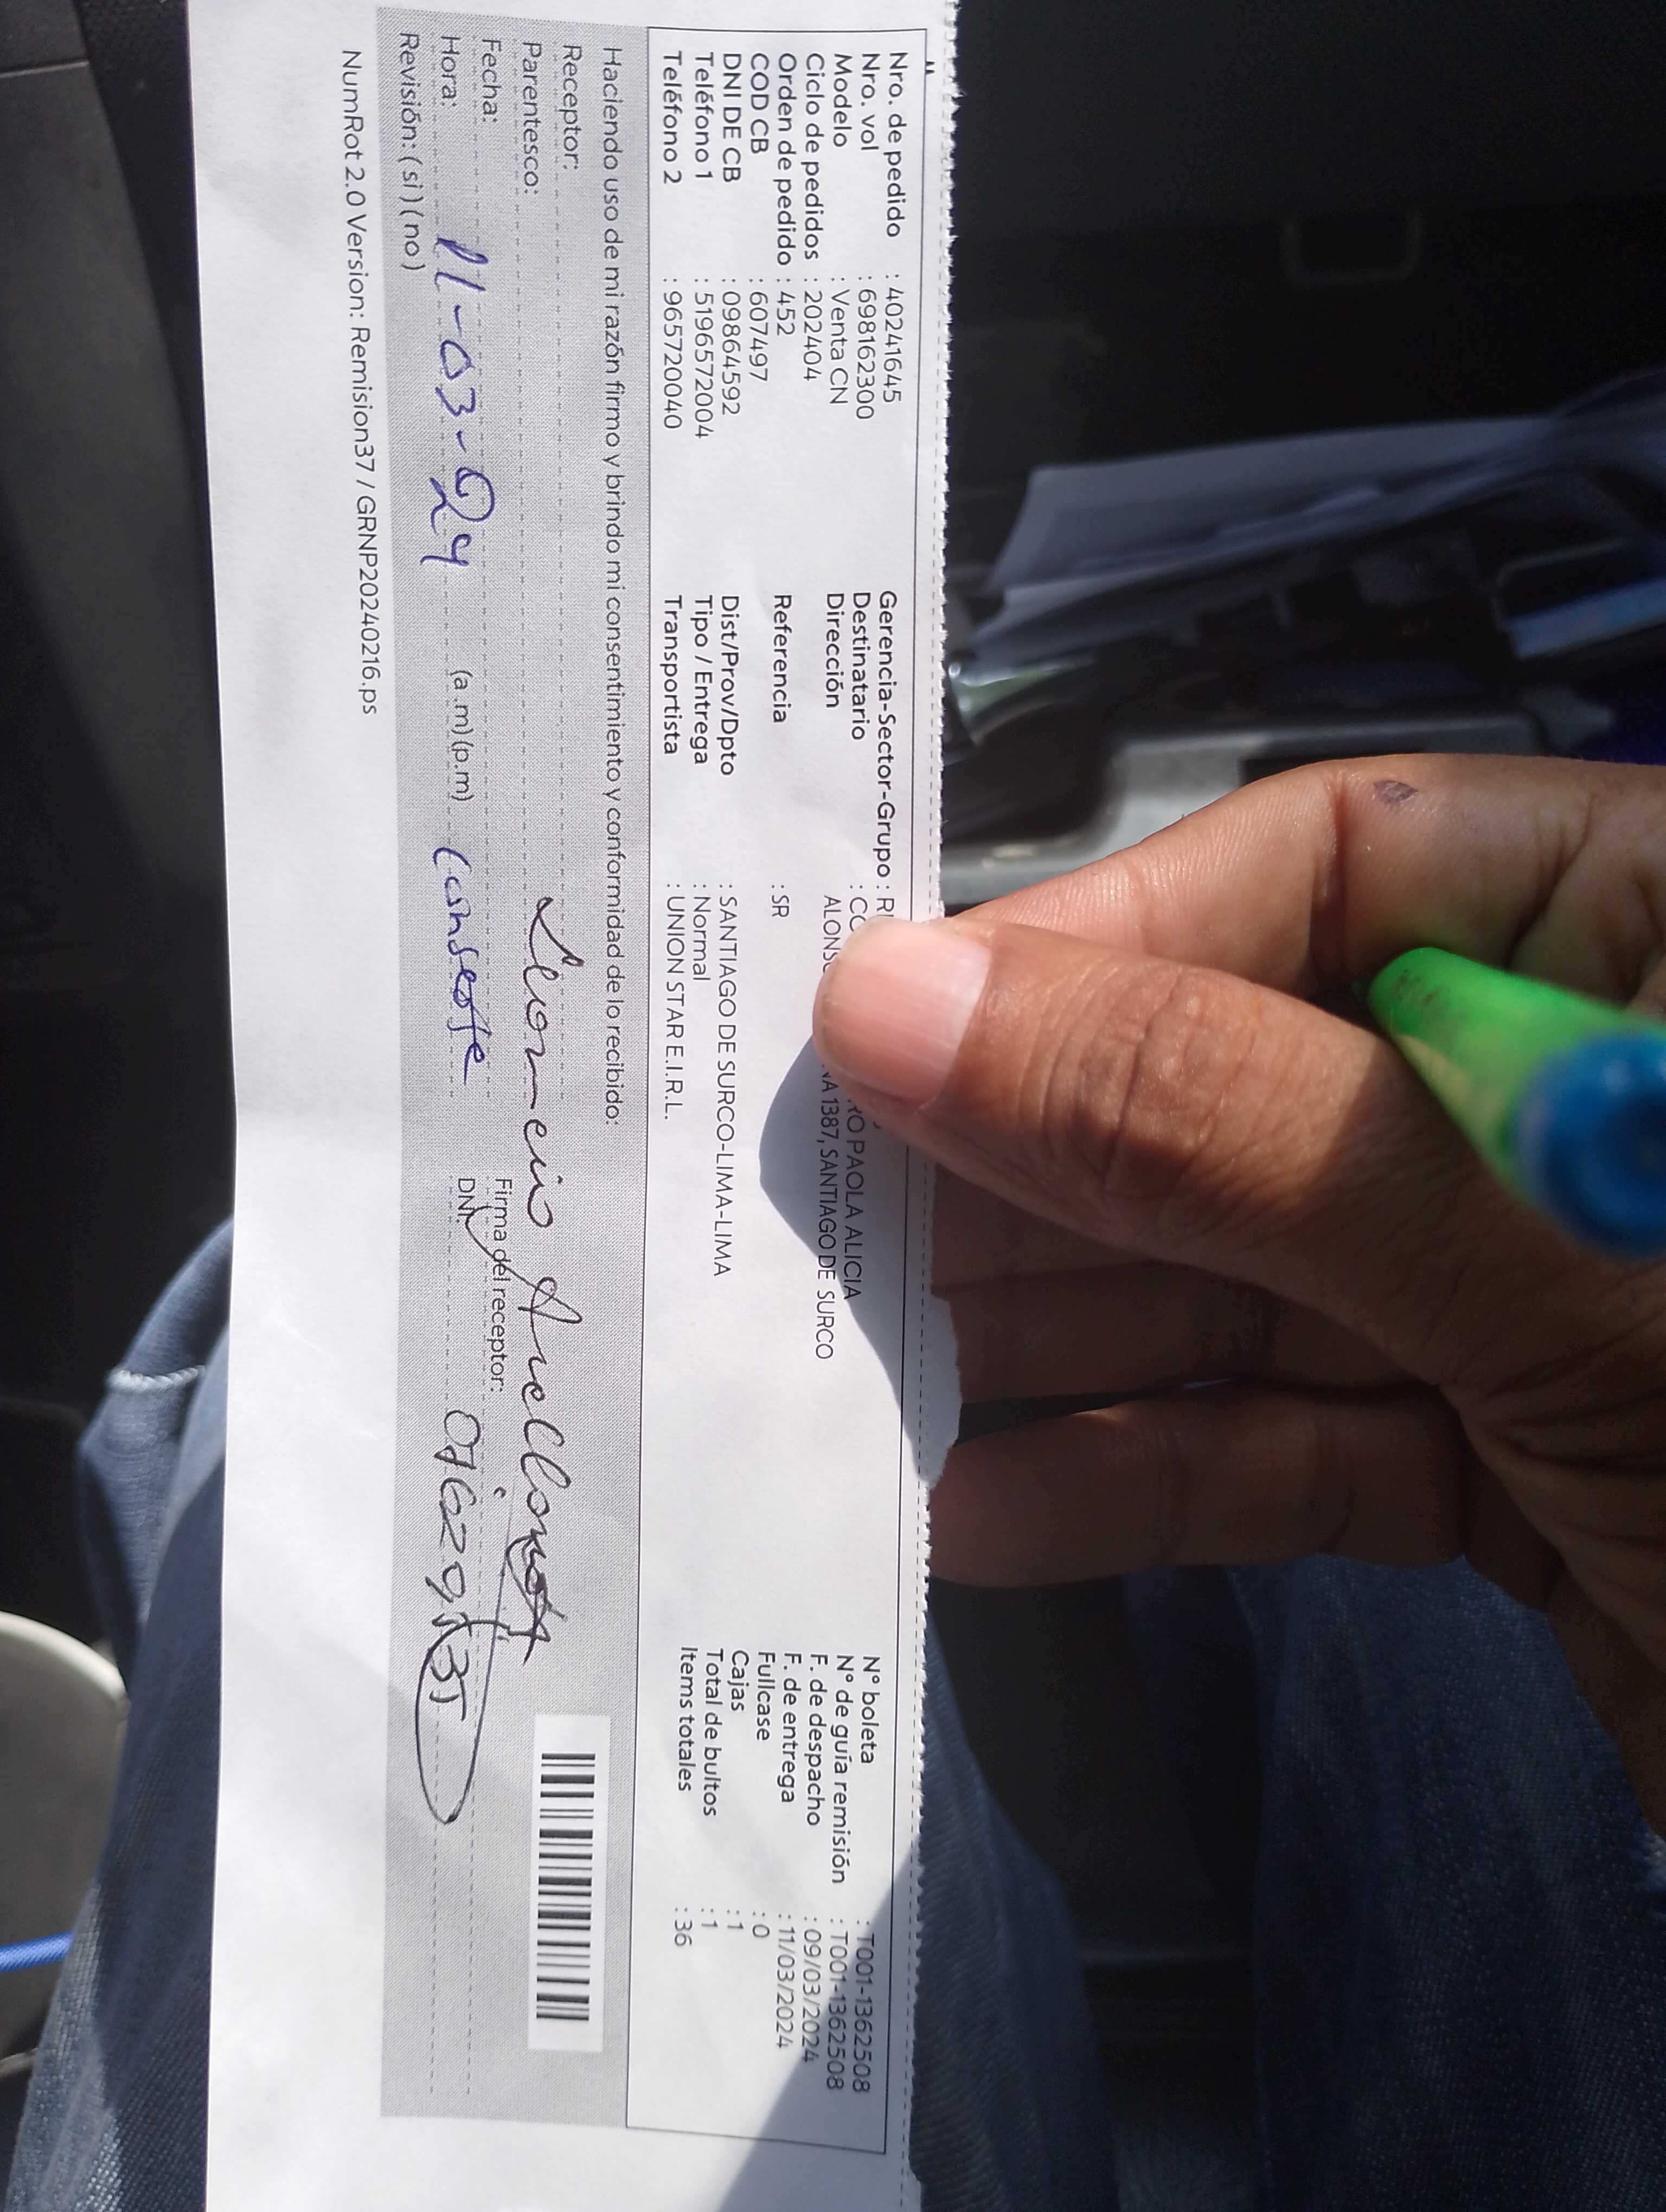 Nro. de pedido : 40241645
Nro. vol : 698162300
Modelo : Venta CN
Ciclo de pedidos : 202404
Orden de pedido : 452
COD CB : 607497
DNI DE CB : 09864592
Teléfono 1 : 5196572004
Teléfono 2 : 965720040
Gerencia-Sector-Grupo :
Destinatario : PAOLA ALICIA
Dirección 1387, SANTIAGO DE SURCO
Referencia : SR
Dist/Prov/Dpto : SANTIAGO DE SURCO-LIMA-LIMA
Tipo / Entrega : Normal
Transportista : UNION STAR E.I.R.L.
N° boleta : T001-1362508
N° de guía remisión : T001-1362508
F. de despacho : 09/03/2024
F. de entrega : 11/03/2024
Fullcase : 0
Cajas : 1
Total de bultos : 1
Items totales : 36
Haciendo uso de mi razón firmo y brindo mi consentimiento y conformidad de lo recibido:
Receptor:
Parentesco:
Fecha:
Hora: 11-03-24 (a.m)(p.m)
Revisión: (si) (no)
Firma del receptor:
DNI:
NumRot 2.0 Version: Remision37 / GRNP20240216.ps